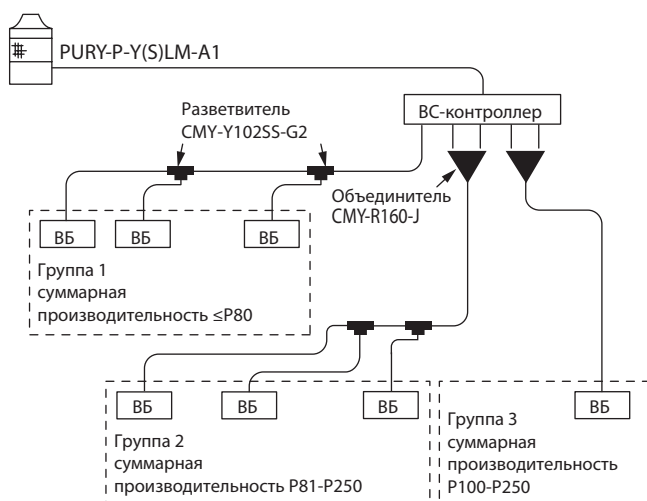 PURY-P-Y(S)LM-A1
Разветвитель
CMY-Y102SS-G2
ВС-контроллер
Объединитель
CMY-R160-J
ВБ
ВБ
ВБ
Группа 1
суммарная
производительность ≤P80
ВБ
ВБ
ВБ
Группа 2
суммарная
производительность P81-P250
ВБ
Группа 3
суммарная
производительность
P100-P250